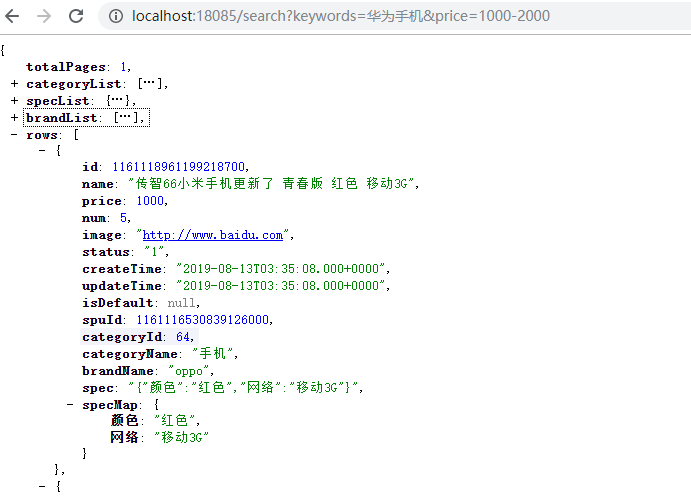 localhost:18085/search?keywords=华为手机&price=1000-2000
{
totalPages: 1,
+ categoryList: [⋯],
+ specList: {⋯},
+ brandList: [⋯],
- rows: [
- {
id: 1161118961199218700,
name: "传智66小米手机更新了 青春版 红色 移动3G",
price: 1000,
num: 5,
image: "http://www.baidu.com",
status: "1",
createTime: "2019-08-13T03:35:08.000+0000",
updateTime: "2019-08-13T03:35:08.000+0000",
isDefault: null,
spuId: 1161116530839126000,
categoryId: 64,
categoryName: "手机",
brandName: "oppo",
spec: "{"颜色":"红色","网络":"移动3G"}",
- specMap: {
颜色: "红色",
网络: "移动3G"
}
},
- {